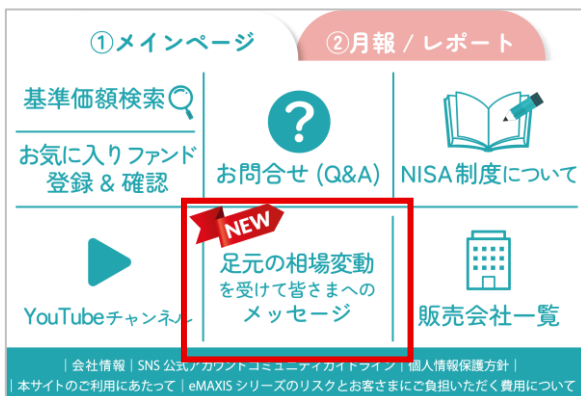 ①メインページ
②月報 / レポート
基準価額検索
お気に入りファンド
登録 & 確認
?
お問合せ (Q&A)
NISA制度について
YouTubeチャンネル
NEW
足元の相場変動
を受けて皆さまへの
メッセージ
販売会社一覧
| 会社情報 | SNS 公式アカウントコミュニティガイドライン | 個人情報保護方針 |
| 本サイトのご利用にあたって | eMAXIS シリーズのリスクとお客さまにご負担いただく費用について